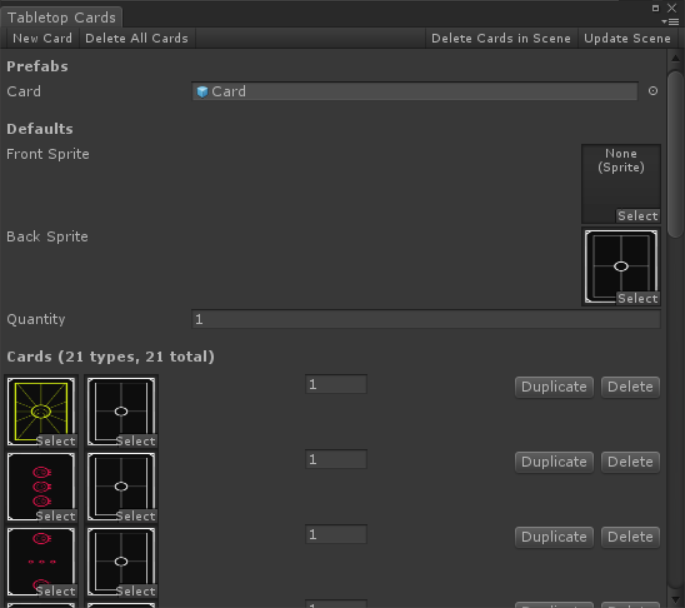 Tabletop Cards
New Card Delete All Cards Delete Cards in Scene Update Scene
Prefabs
Card Card
Defaults
Front Sprite None
(Sprite)
Select
Back Sprite
Select
Quantity 1
Cards (21 types, 21 total)
1 Duplicate Delete
Select Select
1 Duplicate Delete
Select Select
1 Duplicate Delete
Select Select